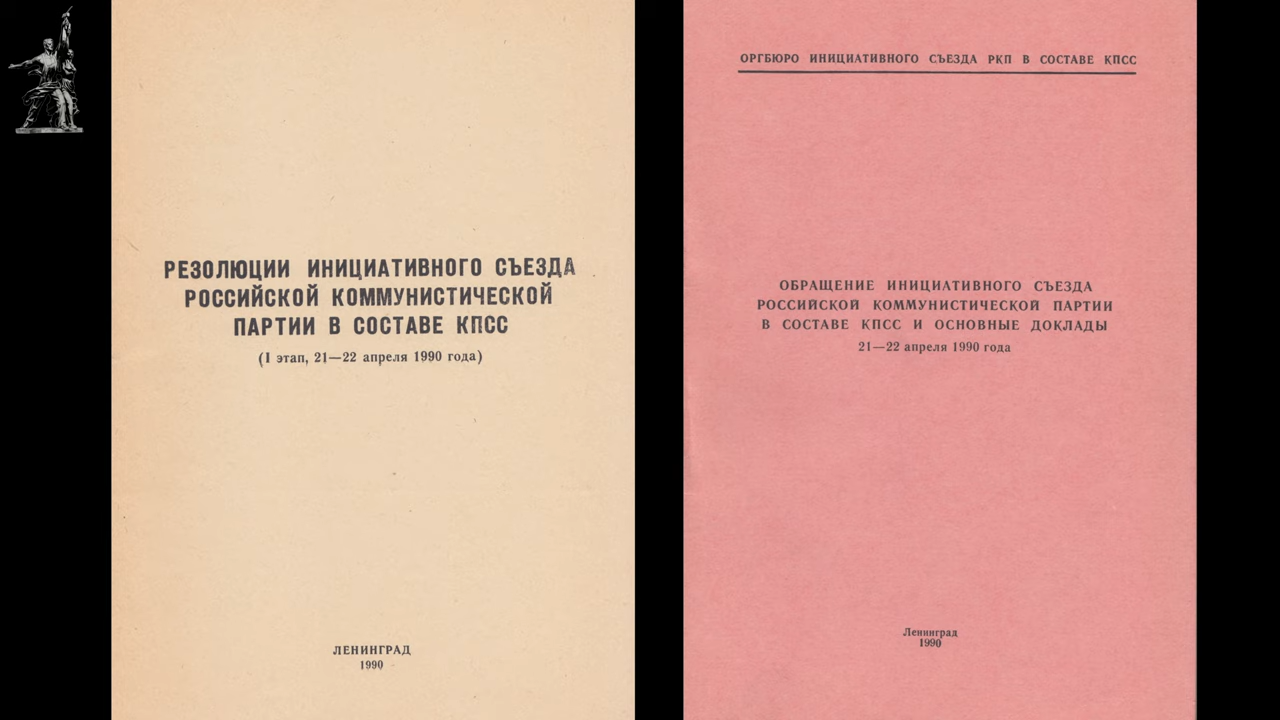 РЕЗОЛЮЦИИ ИНИЦИАТИВНОГО СЪЕЗДА
РОССИЙСКОЙ КОММУНИСТИЧЕСКОЙ
ПАРТИИ В СОСТАВЕ КПСС
(I этап, 21—22 апреля 1990 года)
ЛЕНИНГРАД
1990
ОРГБЮРО ИНИЦИАТИВНОГО СЪЕЗДА РКП В СОСТАВЕ КПСС
ОБРАЩЕНИЕ ИНИЦИАТИВНОГО СЪЕЗДА
РОССИЙСКОЙ КОММУНИСТИЧЕСКОЙ ПАРТИИ
В СОСТАВЕ КПСС И ОСНОВНЫЕ ДОКЛАДЫ
21—22 апреля 1990 года
Ленинград
1990